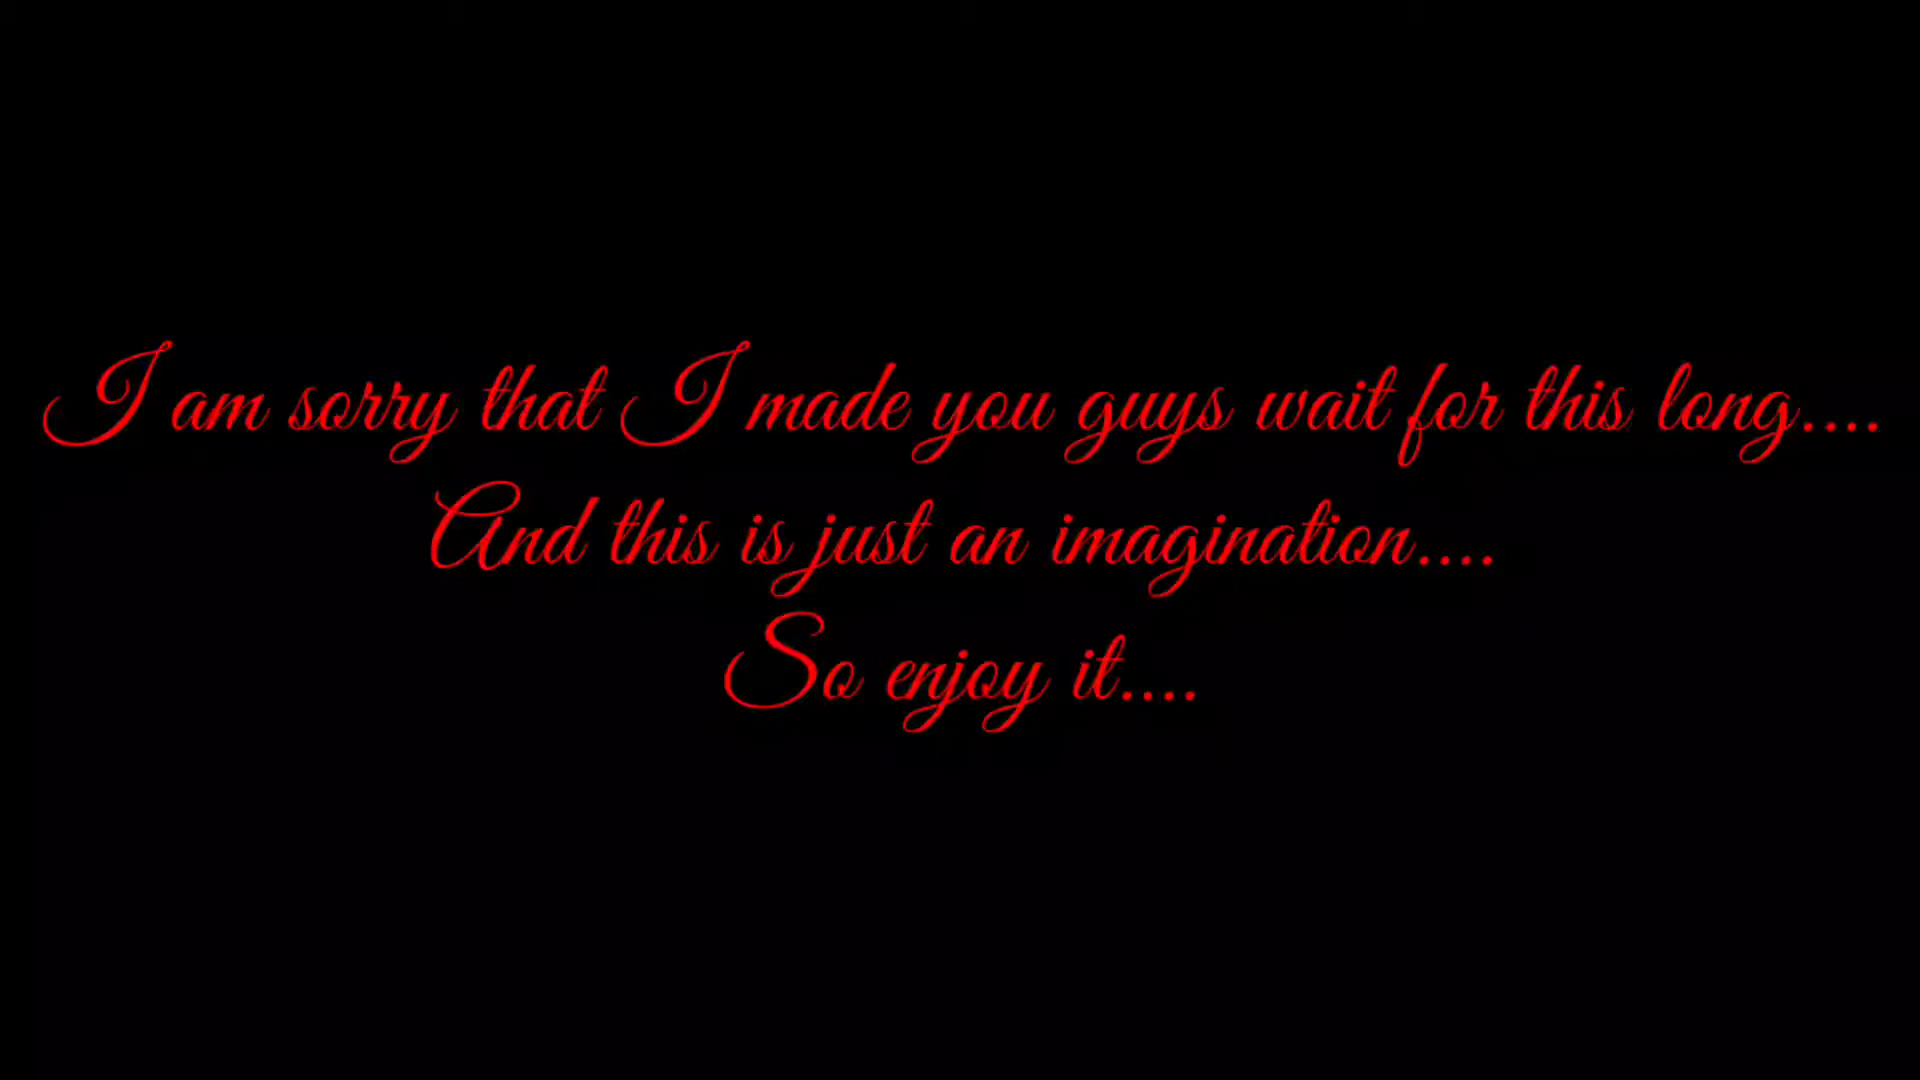 I am sorry that I made you guys wait for this long....
And this is just an imagination....
So enjoy it....